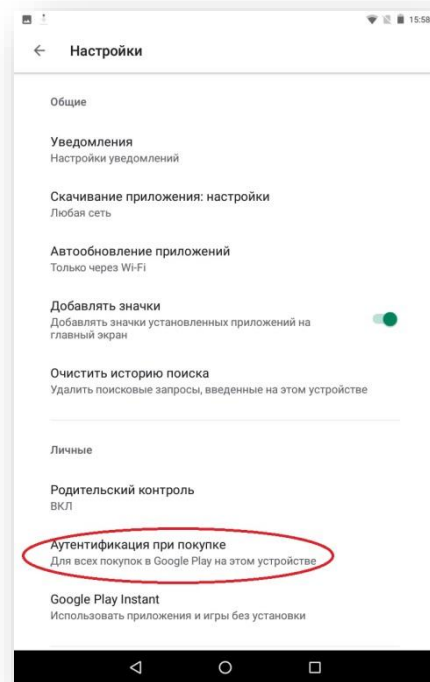 15:58
Настройки
Общие
Уведомления
Настройки уведомлений
Скачивание приложения: настройки
Любая сеть
Автообновление приложений
Только через Wi-Fi
Добавлять значки
Добавлять значки установленных приложений на
главный экран
Очистить историю поиска
Удалить поисковые запросы, введенные на этом устройстве
Личные
Родительский контроль
ВКЛ
Аутентификация при покупке
Для всех покупок в Google Play на этом устройстве
Google Play Instant
Использовать приложения и игры без установки